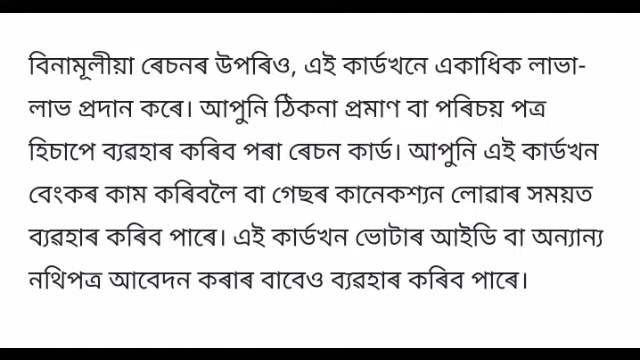 বিনামূলীয়া ৰেচনৰ উপৰিও, এই কাৰ্ডখনে একাধিক লাভা-
লাভ প্ৰদান কৰে। আপুনি ঠিকনা প্ৰমাণ বা পৰিচয় পত্ৰ
হিচাপে ব্যৱহাৰ কৰিব পৰা ৰেচন কাৰ্ড। আপুনি এই কাৰ্ডখন
বেংকৰ কাম কৰিবলৈ বা গেছৰ কানেকশ্যন লোৱাৰ সময়ত
ব্যৱহাৰ কৰিব পাৰে। এই কাৰ্ডখন ভোটাৰ আইডি বা অন্যান্য
নথিপত্ৰ আবেদন কৰাৰ বাবেও ব্যৱহাৰ কৰিব পাৰে।